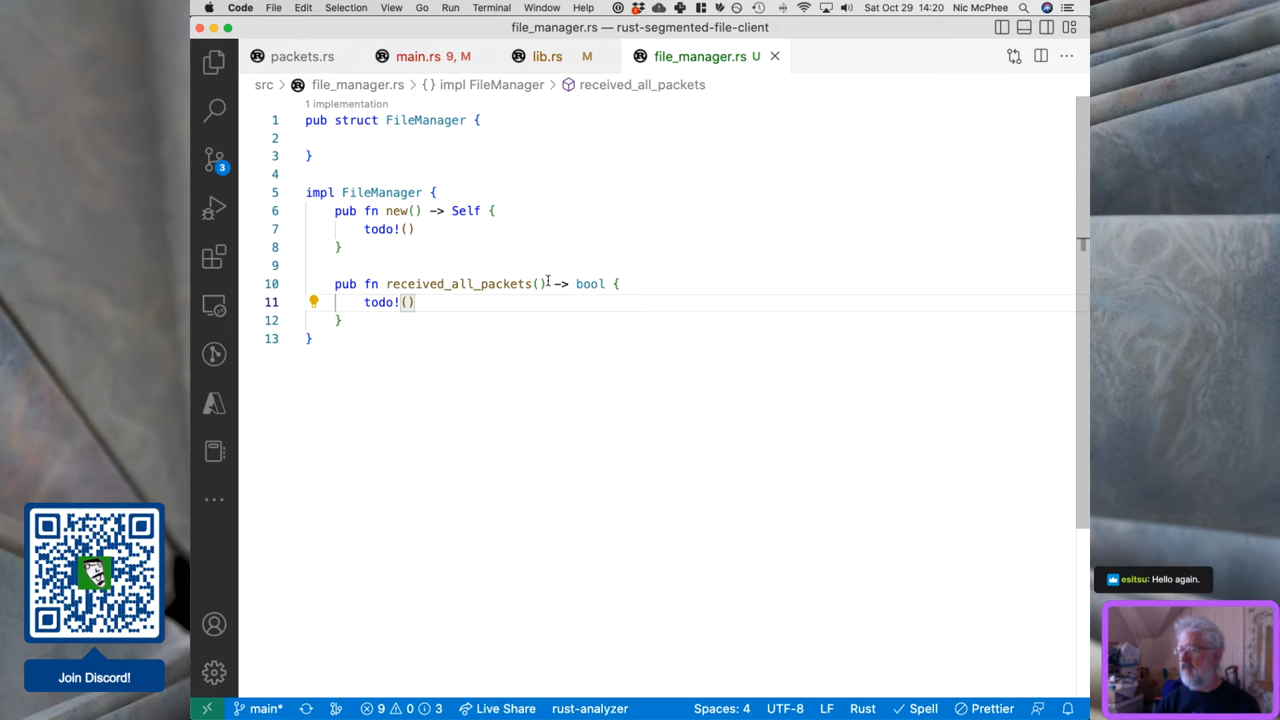 Code File Edit Selection View Go Run Terminal Window Help Sat Oct 29 14:20 Nic McPhee
file_manager.rs — rust-segmented-file-client
packets.rs main.rs 9, M lib.rs M file_manager.rs U
src > file_manager.rs > {} impl FileManager > received_all_packets
1 implementation
1 pub struct FileManager {
2
3 }
4
5 impl FileManager {
6 pub fn new() -> Self {
7 todo!()
8 }
9
10 pub fn received_all_packets() -> bool {
11 todo!()
12 }
13 }
3
Join Discord!
esitsu: Hello again.
main* 9 0 3 Live Share rust-analyzer Spaces: 4 UTF-8 LF Rust Spell Prettier